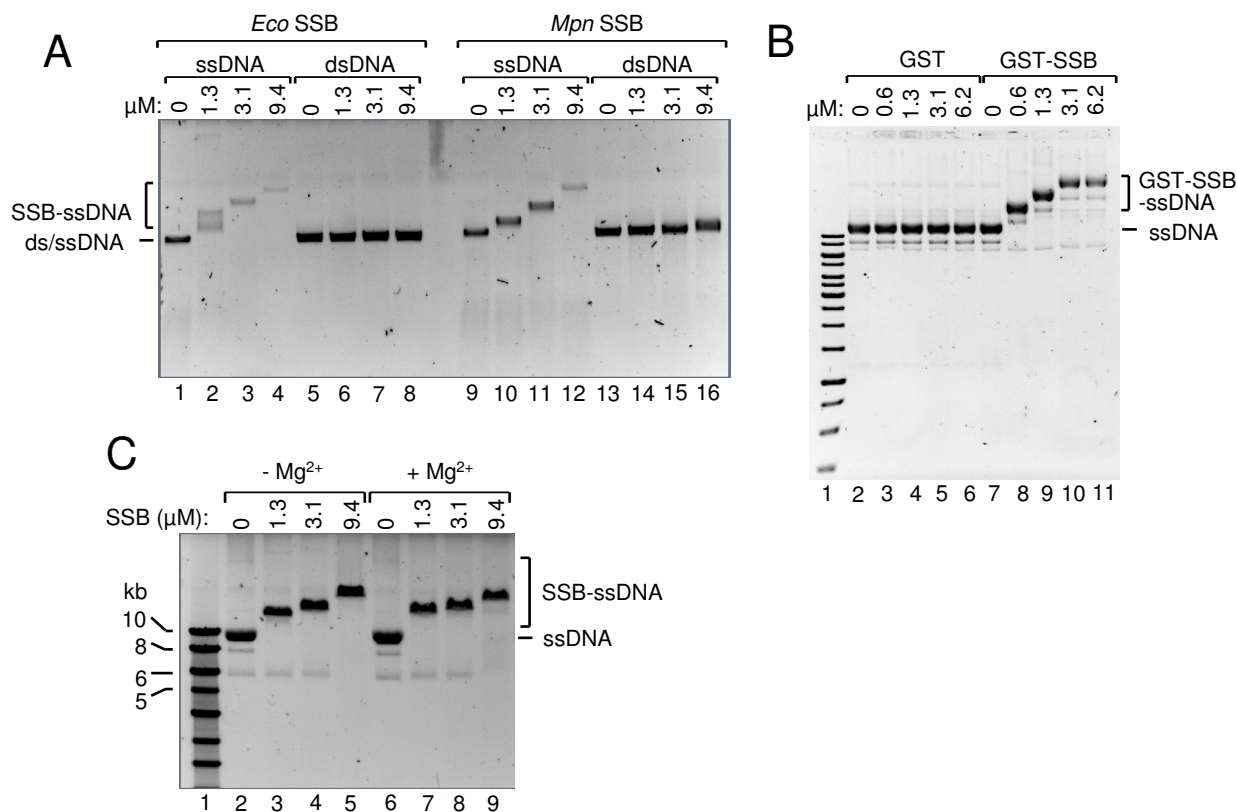 A
Eco SSB
Mpn SSB
ssDNA
dsDNA
ssDNA
dsDNA
µM:
0
1.3
3.1
9.4
0
1.3
3.1
9.4
0
1.3
3.1
9.4
0
1.3
3.1
9.4
SSB-ssDNA
ds/ssDNA
1 2 3 4 5 6 7 8 9 10 11 12 13 14 15 16
B
GST
GST-SSB
µM:
0
0.6
1.3
3.1
6.2
0
0.6
1.3
3.1
6.2
GST-SSB
-ssDNA
ssDNA
1 2 3 4 5 6 7 8 9 10 11
C
- Mg2+
+ Mg2+
SSB (µM):
0
1.3
3.1
9.4
0
1.3
3.1
9.4
kb
10
8
6
5
SSB-ssDNA
ssDNA
1 2 3 4 5 6 7 8 9